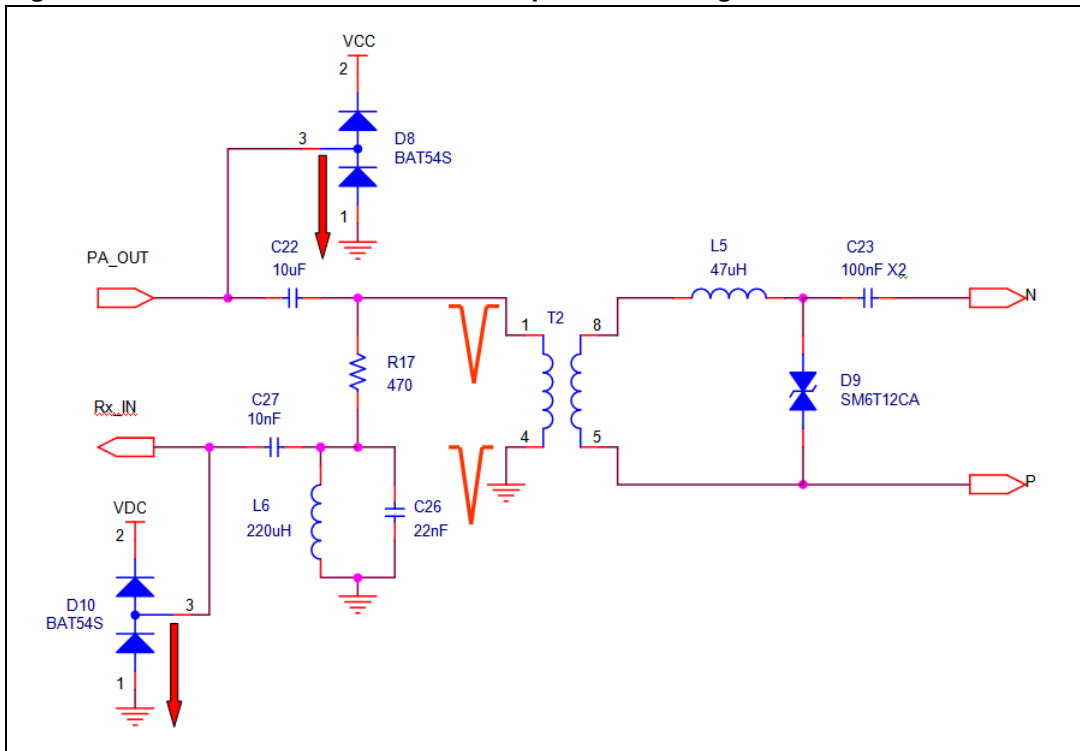 VCC
2
3
D8
BAT54S
1
PA_OUT
C22
10uF
L5
47uH
C23
100nF X2
1
T2
8
N
R17
470
D9
SM6T12CA
Rx_IN
C27
10nF
4
5
P
VDC
2
L6
220uH
C26
22nF
D10
BAT54S
3
1